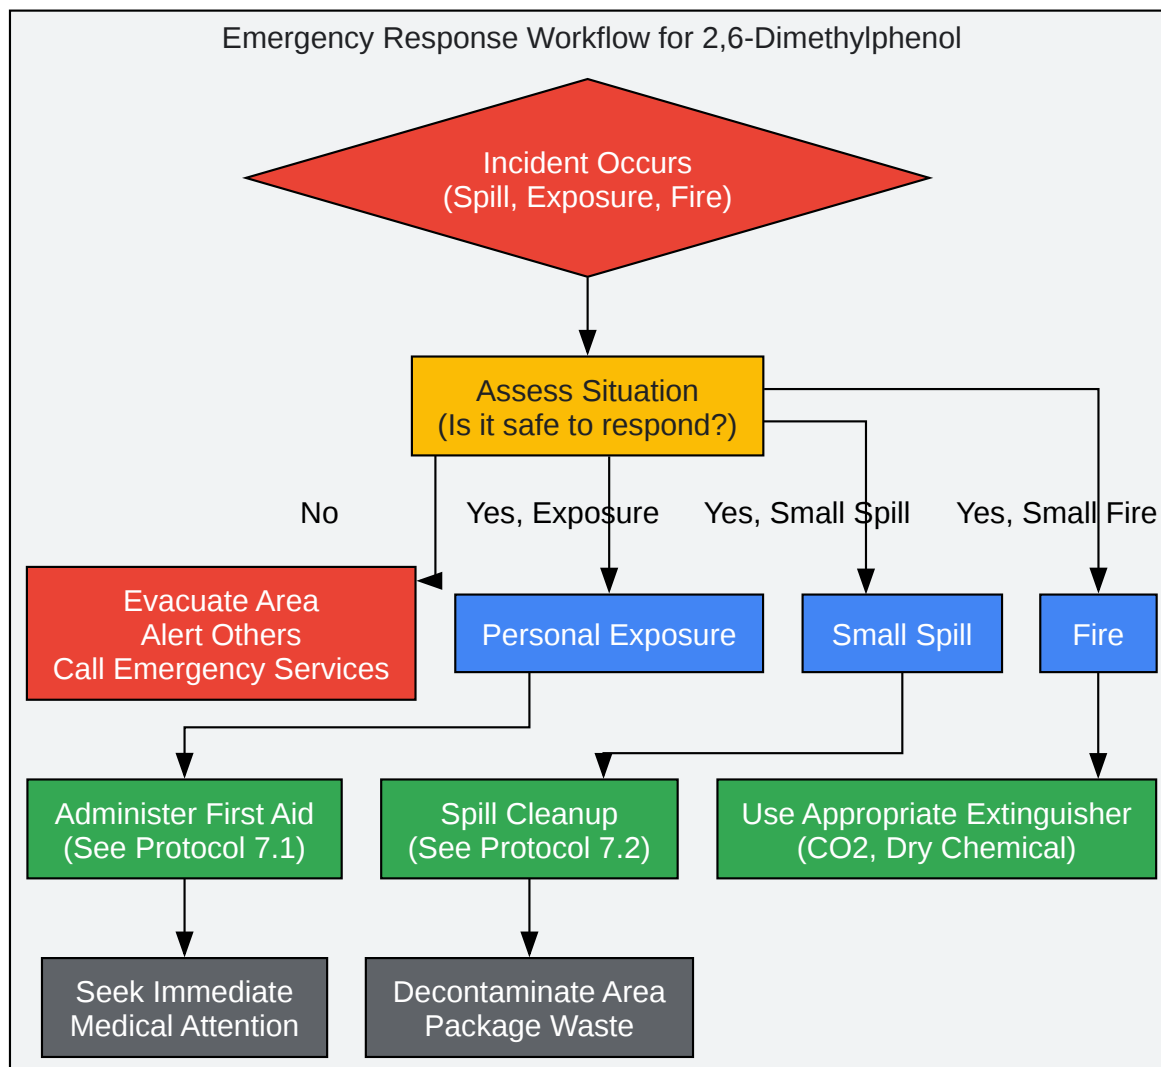 Emergency Response Workflow for 2,6-Dimethylphenol
Incident Occurs
(Spill, Exposure, Fire)
Assess Situation
(Is it safe to respond?)
No
Yes, Exposure
Yes, Small Spill
Yes, Small Fire
Evacuate Area
Alert Others
Call Emergency Services
Personal Exposure
Small Spill
Fire
Administer First Aid
(See Protocol 7.1)
Spill Cleanup
(See Protocol 7.2)
Use Appropriate Extinguisher
(CO2, Dry Chemical)
Seek Immediate
Medical Attention
Decontaminate Area
Package Waste